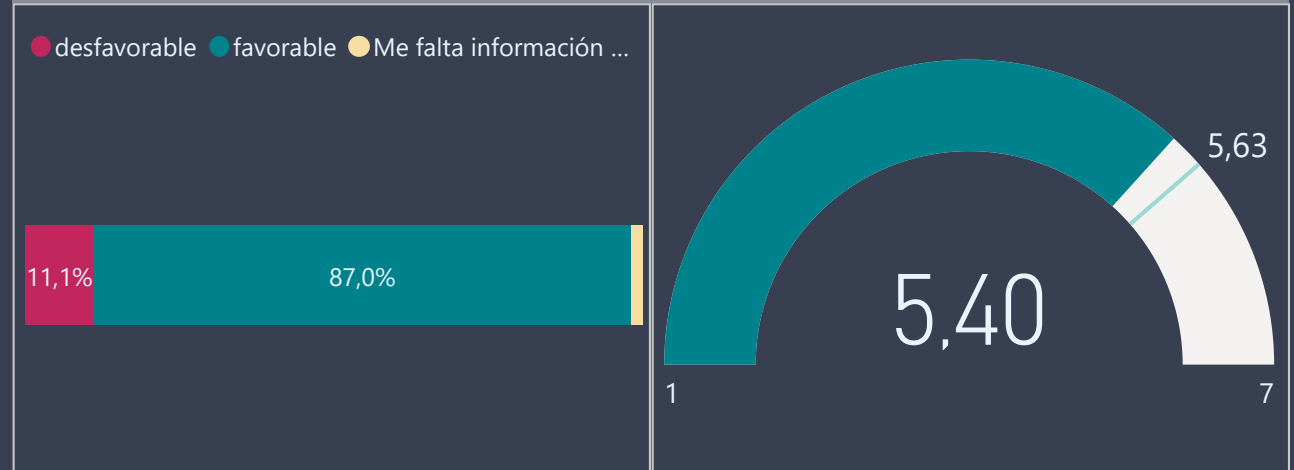 desfavorable favorable Me falta información ...
11,1% 87,0%
5,63
5,40
1 7